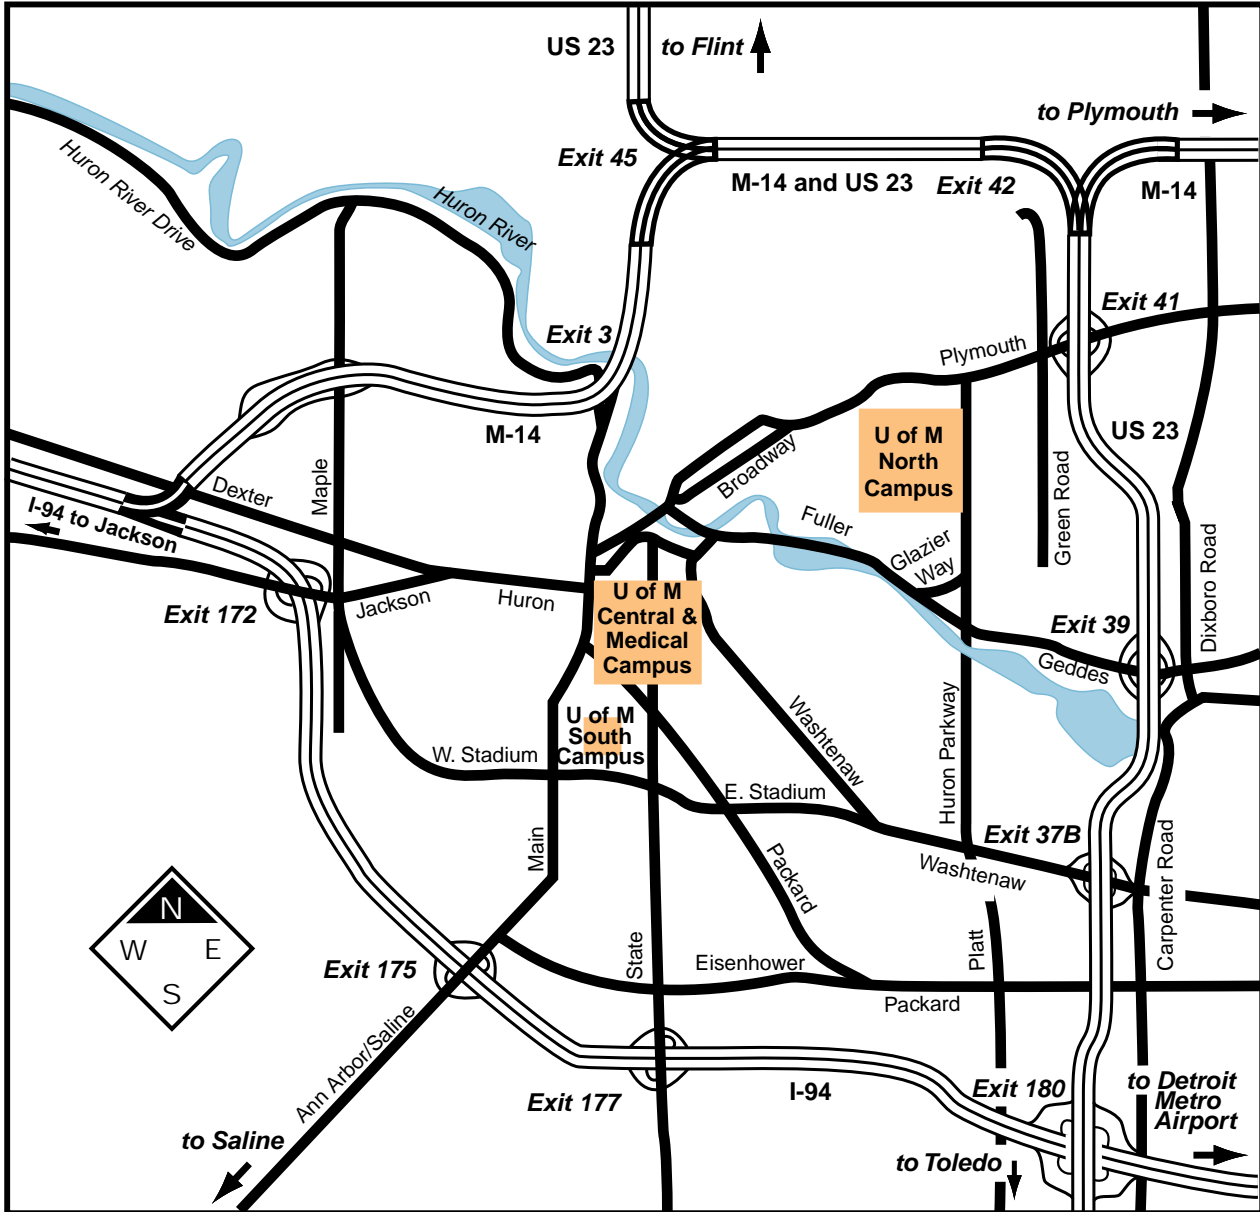 US 23
to Flint
to Plymouth
Exit 45
M-14 and US 23
Exit 42
M-14
Huron River Drive
Huron River
Exit 41
Exit 3
Plymouth
M-14
US 23
U of M
North
Campus
Broadway
Green Road
Dexter
Maple
I-94 to Jackson
Fuller
Glazier
Way
Dixboro Road
Exit 172
Jackson
Huron
U of M
Central &
Medical
Campus
Exit 39
Geddes
U of M
South
Campus
Washtenaw
Huron Parkway
W. Stadium
E. Stadium
Exit 37B
Main
Packard
Washtenaw
Carpenter Road
N
W
E
S
Exit 175
State
Eisenhower
Platt
Packard
Ann Arbor/Saline
Exit 177
I-94
Exit 180
to Detroit
Metro
Airport
to Saline
to Toledo